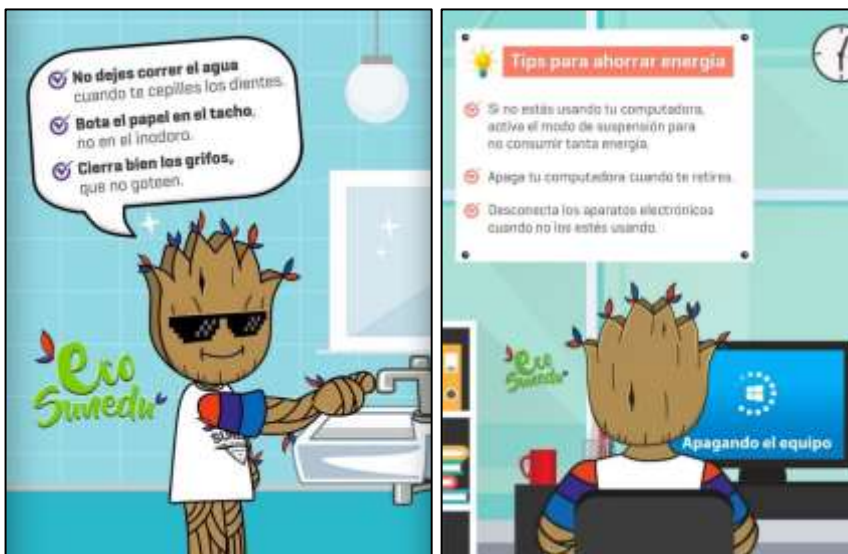 No dejes correr el agua
cuando te cepilles los dientes.
Bota el papel en el tacho,
no en el inodoro.
Cierra bien los grifos,
que no goteen.
eco
Sunedu
Tips para ahorrar energía
Si no estás usando tu computadora,
activa el modo de suspensión para
no consumir tanta energía.
Apaga tu computadora cuando te retires.
Desconecta los aparatos electrónicos
cuando no los estés usando.
eco
Sunedu
Apagando el equipo